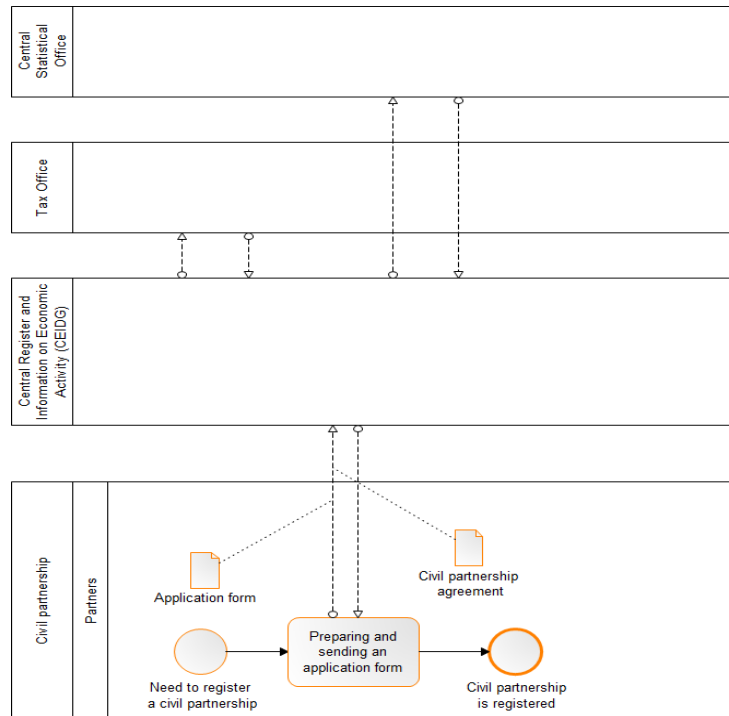 Central
Statistical
Office
Tax Office
Central Register and
Information on Economic
Activity (CEIDG)
Civil partnership
Partners
Application form
Civil partnership
agreement
Preparing and
sending an
application form
Need to register
a civil partnership
Civil partnership
is registered